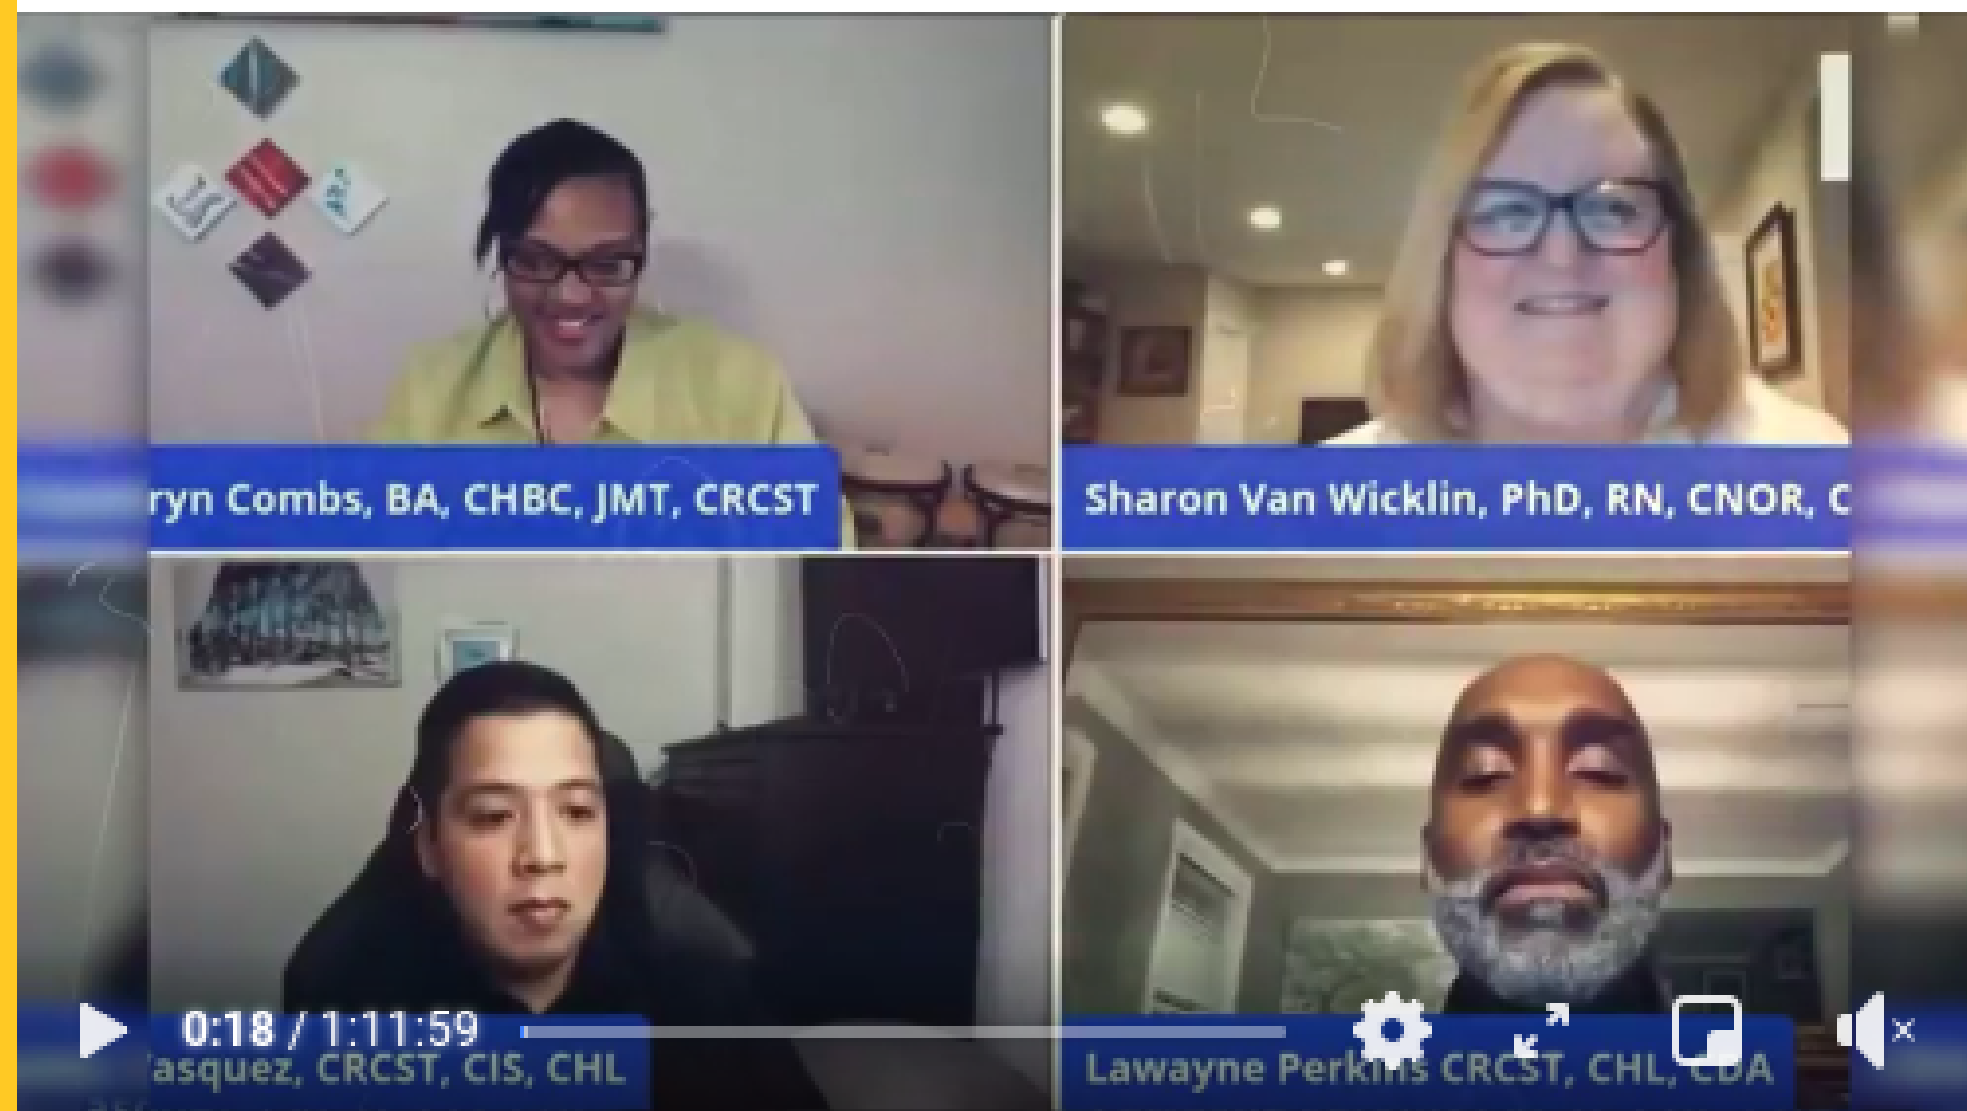 ryn Combs, BA, CHBC, JMT, CRCST
Sharon Van Wicklin, PhD, RN, CNOR, C
0:18 / 1:11:59
asquez, CRCST, CIS, CHL
Lawayne Perkins CRCST, CHL, CDA